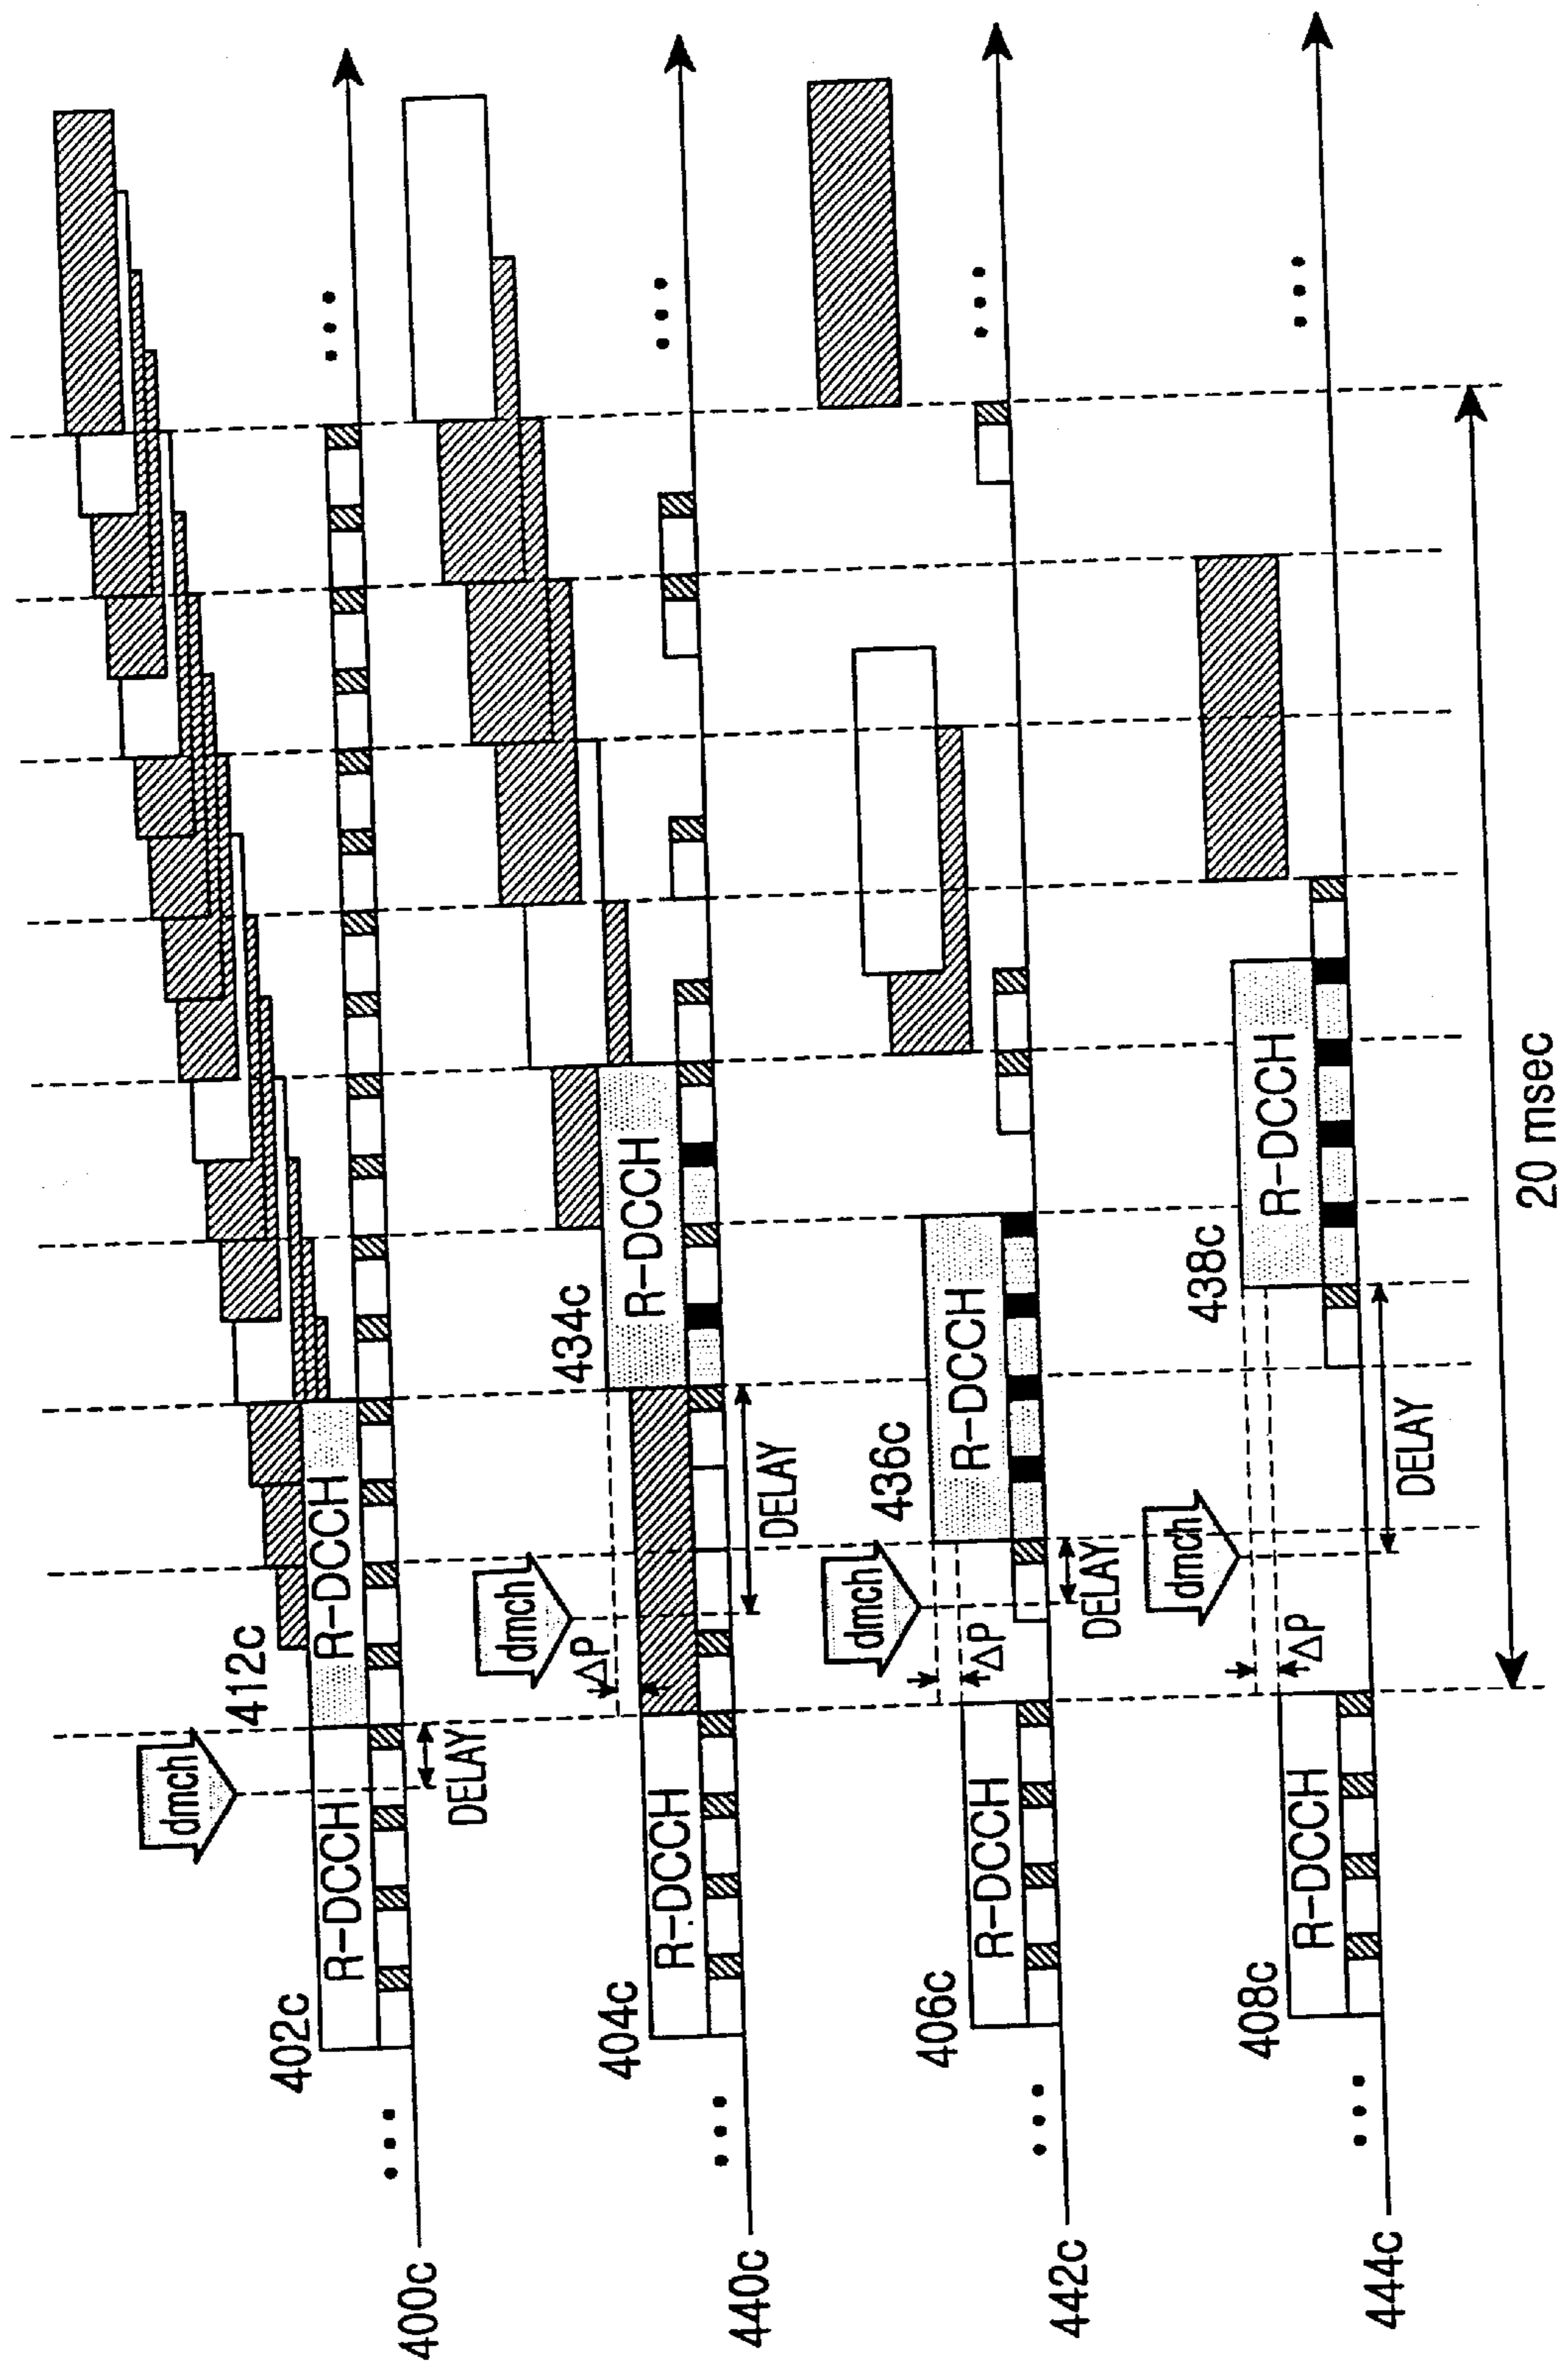 dmch
402c
R-DCCH
412c
R-DCCH
DELAY
400c
dmch
ΔP
404c
R-DCCH
434c
R-DCCH
DELAY
440c
dmch
ΔP
406c
R-DCCH
436c
R-DCCH
DELAY
442c
dmch
ΔP
408c
R-DCCH
438c
R-DCCH
DELAY
444c
20 msec